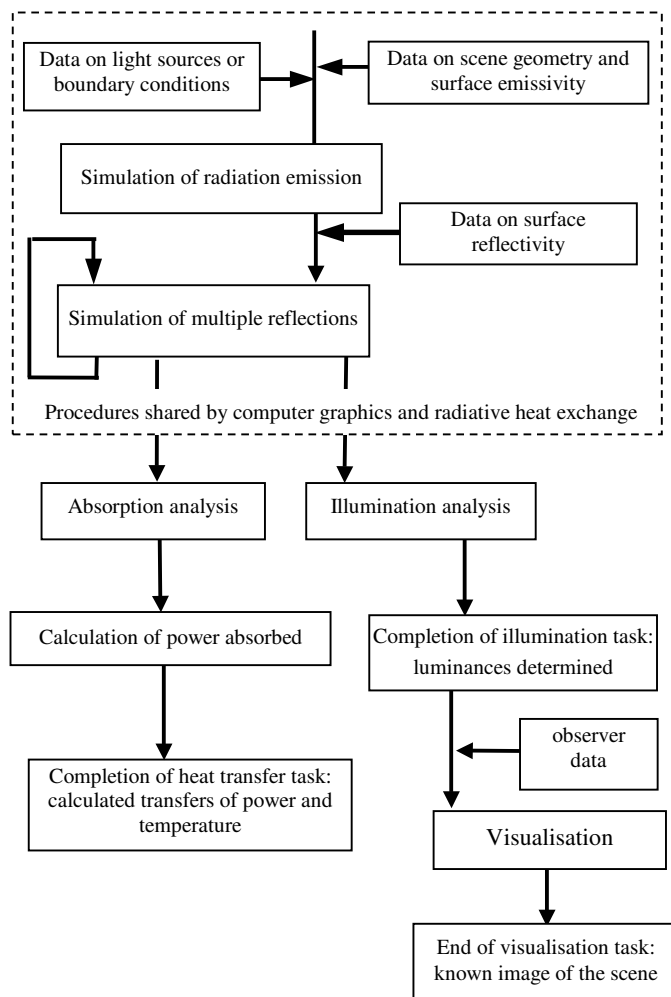 Data on light sources or
boundary conditions
Data on scene geometry and
surface emissivity
Simulation of radiation emission
Data on surface
reflectivity
Simulation of multiple reflections
Procedures shared by computer graphics and radiative heat exchange
Absorption analysis
Illumination analysis
Calculation of power absorbed
Completion of illumination task:
luminances determined
observer
data
Completion of heat transfer task:
calculated transfers of power and
temperature
Visualisation
End of visualisation task:
known image of the scene